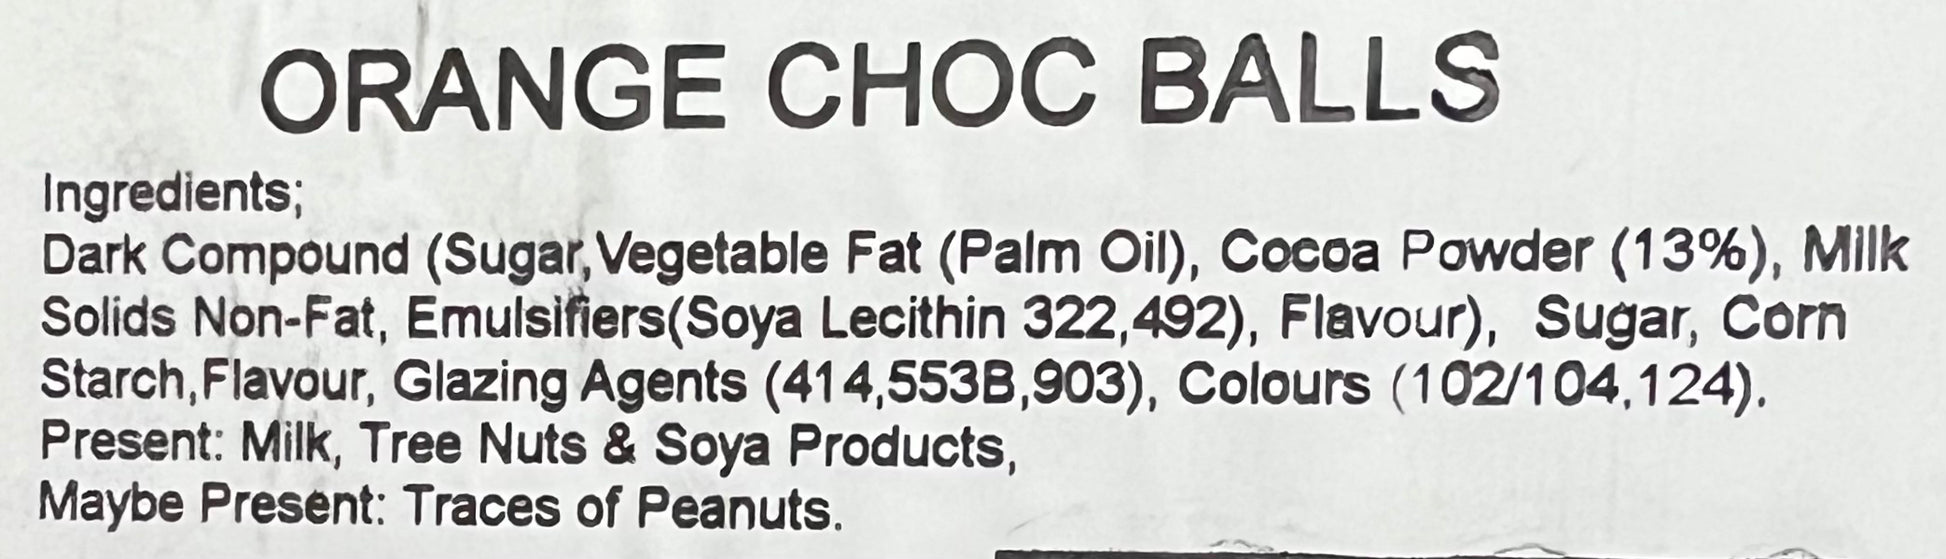 ORANGE CHOC BALLS
Ingredients;
Dark Compound (Sugar,Vegetable Fat (Palm Oil), Cocoa Powder (13%), Milk
Solids Non-Fat, Emulsifiers(Soya Lecithin 322,492), Flavour), Sugar, Corn
Starch,Flavour, Glazing Agents (414,553B,903), Colours (102/104,124).
Present: Milk, Tree Nuts & Soya Products,
Maybe Present: Traces of Peanuts.